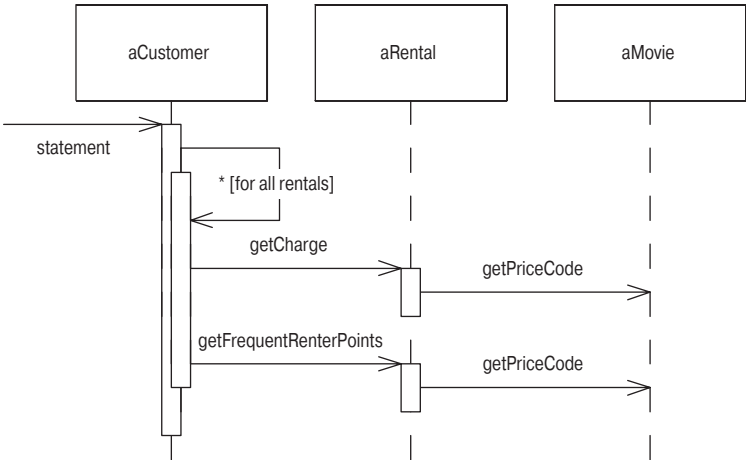 aCustomer
aRental
aMovie
statement
* [for all rentals]
getCharge
getPriceCode
getFrequentRenterPoints
getPriceCode